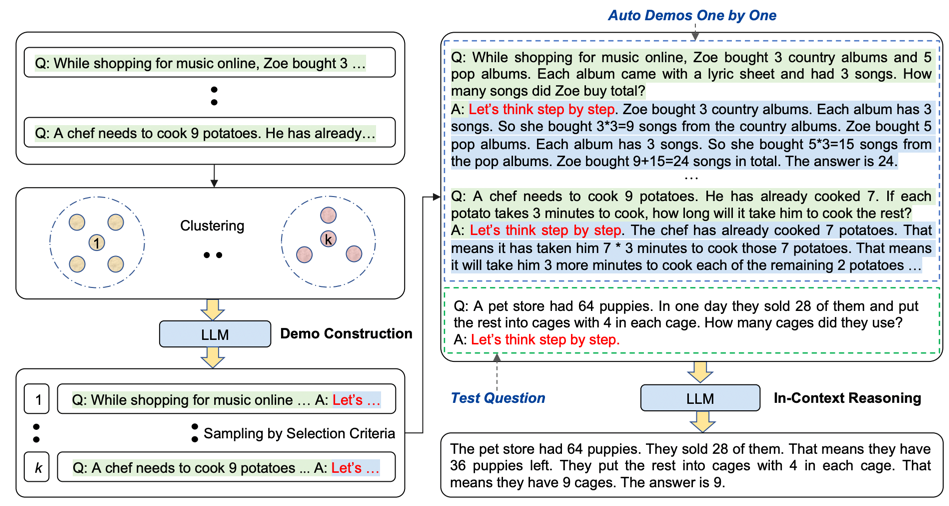 Auto Demos One by One
Q: While shopping for music online, Zoe bought 3 …
Q: A chef needs to cook 9 potatoes. He has already…
Clustering
1
k
LLM
Demo Construction
1
Q: While shopping for music online … A: Let's …
Sampling by Selection Criteria
k
Q: A chef needs to cook 9 potatoes ... A: Let's …
Q: While shopping for music online, Zoe bought 3 country albums and 5
pop albums. Each album came with a lyric sheet and had 3 songs. How
many songs did Zoe buy total?
A: Let's think step by step. Zoe bought 3 country albums. Each album has 3
songs. So she bought 3*3=9 songs from the country albums. Zoe bought 5
pop albums. Each album has 3 songs. So she bought 5*3=15 songs from
the pop albums. Zoe bought 9+15=24 songs in total. The answer is 24.
…
Q: A chef needs to cook 9 potatoes. He has already cooked 7. If each
potato takes 3 minutes to cook, how long will it take him to cook the rest?
A: Let's think step by step. The chef has already cooked 7 potatoes. That
means it has taken him 7 * 3 minutes to cook those 7 potatoes. That means
it will take him 3 more minutes to cook each of the remaining 2 potatoes …
Q: A pet store had 64 puppies. In one day they sold 28 of them and put
the rest into cages with 4 in each cage. How many cages did they use?
A: Let's think step by step.
Test Question
LLM
In-Context Reasoning
The pet store had 64 puppies. They sold 28 of them. That means they have
36 puppies left. They put the rest into cages with 4 in each cage. That
means they have 9 cages. The answer is 9.